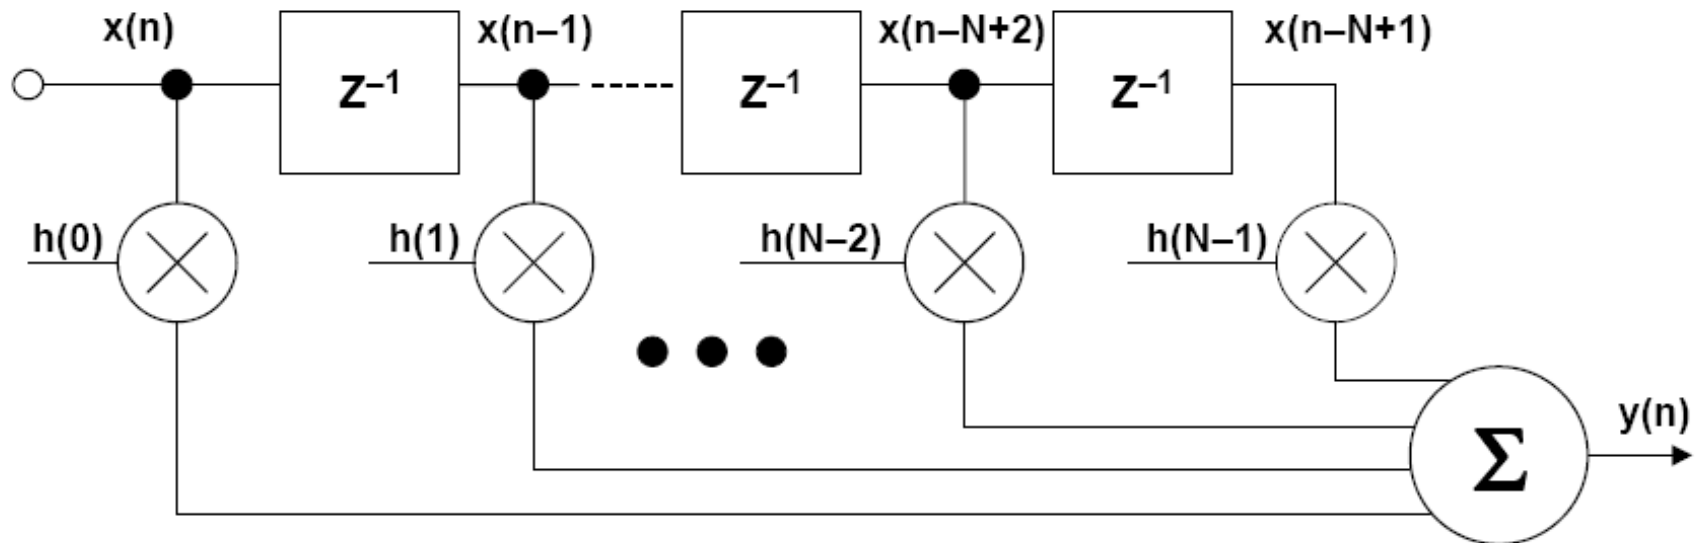 x(n) x(n–1) x(n–N+2) x(n–N+1)
Z–1 Z–1 Z–1
h(0) h(1) h(N–2) h(N–1)
y(n)
Σ